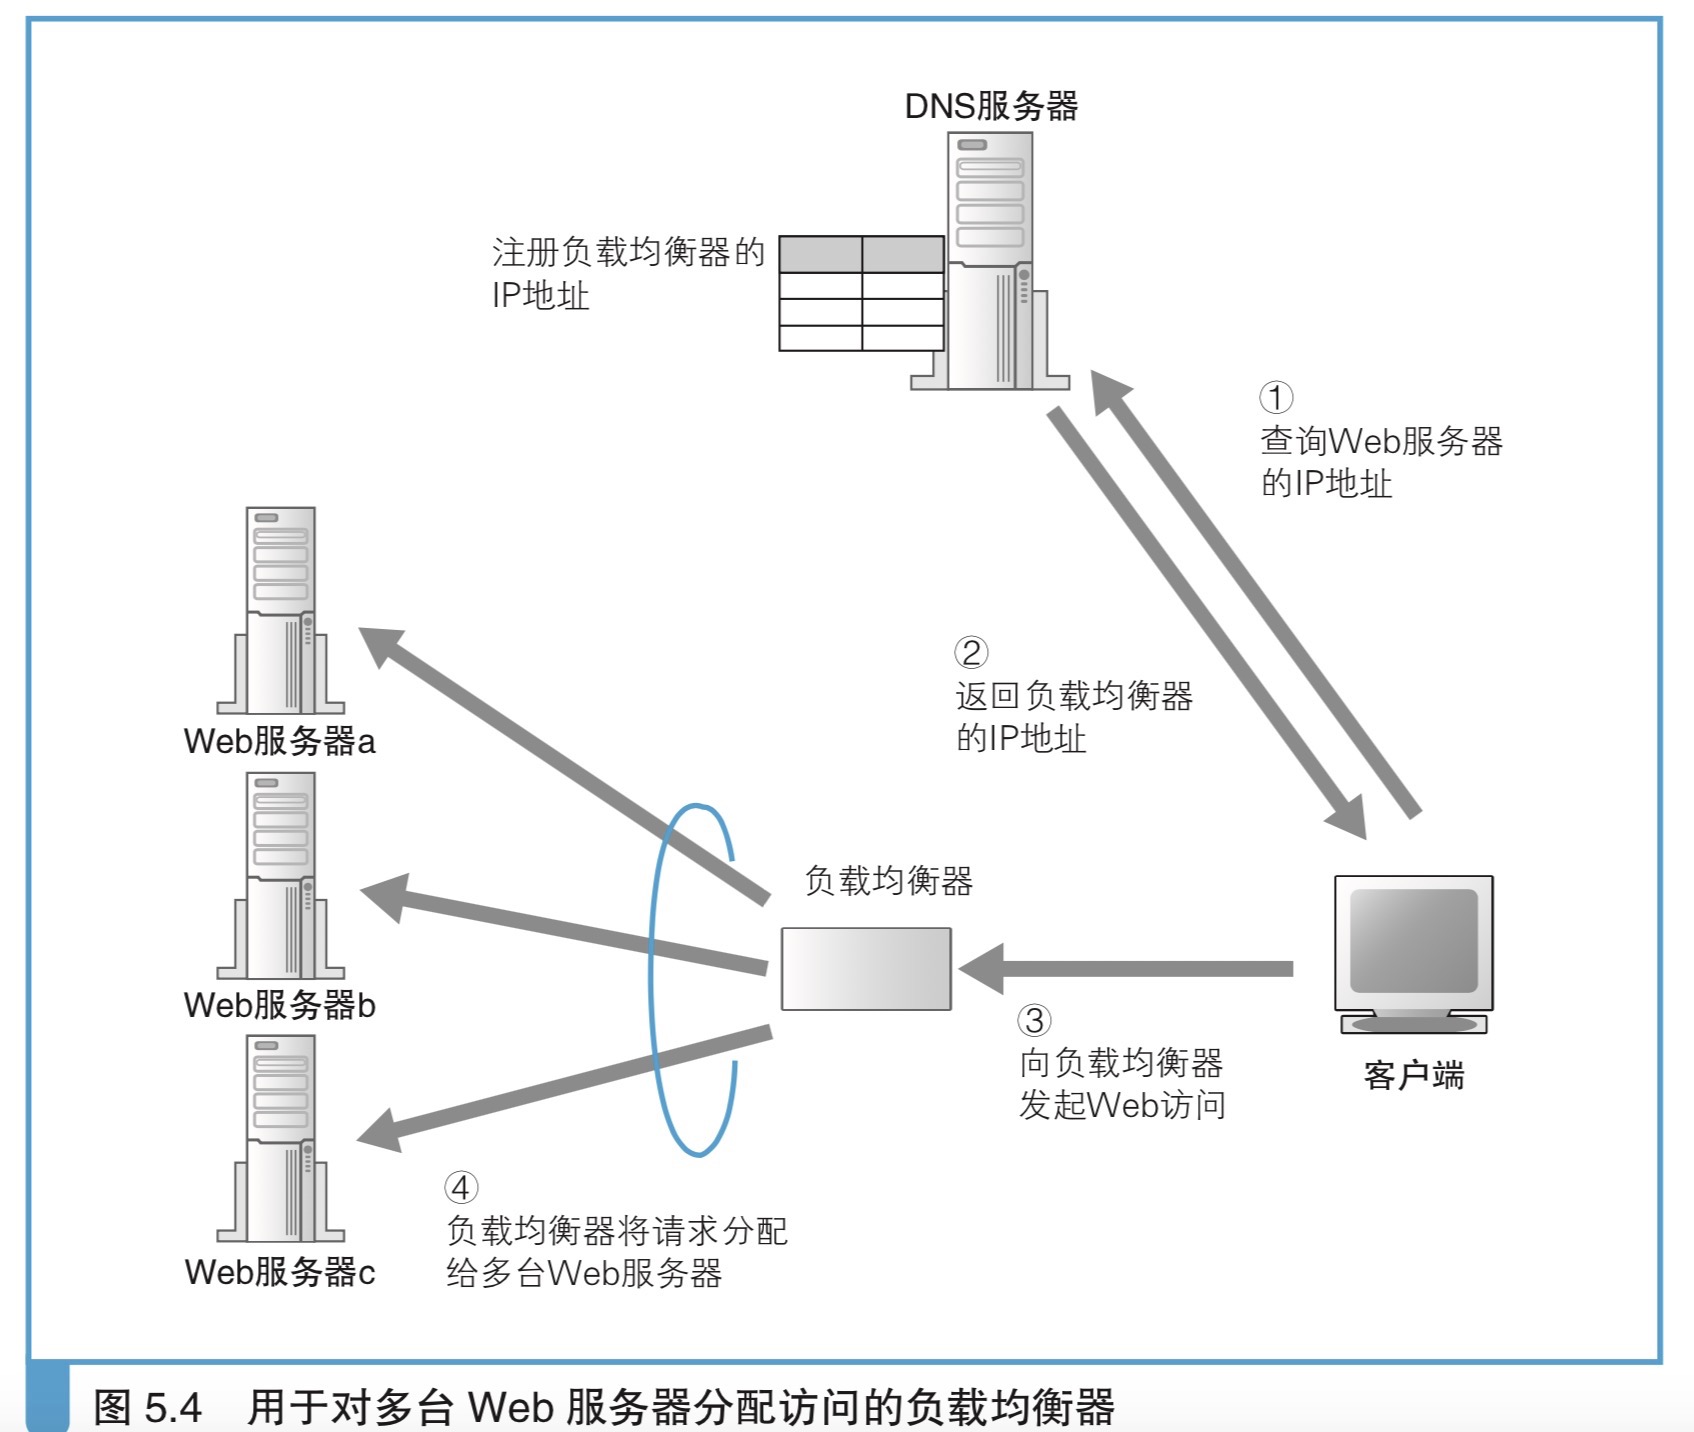 DNS服务器
注册负载均衡器的
IP地址
①
查询Web服务器
的IP地址
②
返回负载均衡器
的IP地址
Web服务器a
负载均衡器
Web服务器b
③
向负载均衡器
发起Web访问
客户端
④
负载均衡器将请求分配
给多台Web服务器
Web服务器c
图 5.4 用于对多台 Web 服务器分配访问的负载均衡器